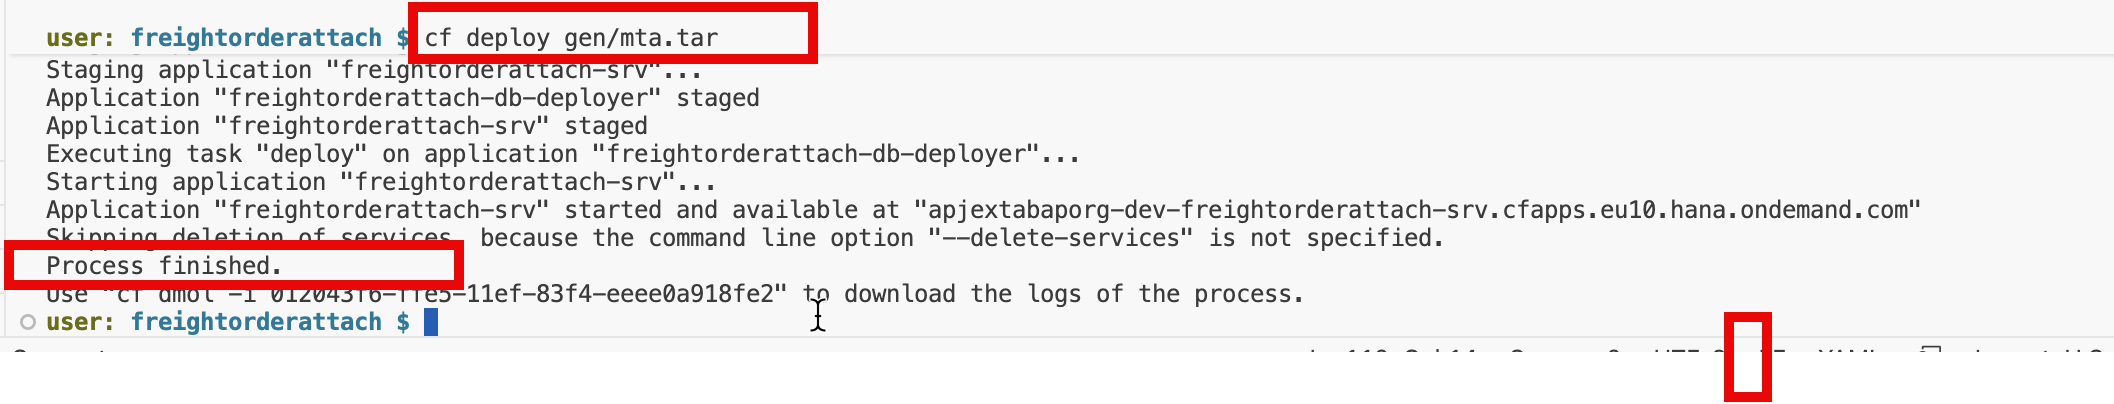 user: freightorderattach $ cf deploy gen/mta.tar
Staging application "freightorderattach-srv"...
Application "freightorderattach-db-deployer" staged
Application "freightorderattach-srv" staged
Executing task "deploy" on application "freightorderattach-db-deployer"...
Starting application "freightorderattach-srv"...
Application "freightorderattach-srv" started and available at "apjextabaporg-dev-freightorderattach-srv.cfapps.eu10.hana.ondemand.com"
Skipping deletion of services, because the command line option "--delete-services" is not specified.
Process finished.
Use "cf dmol -i 012043f6-ffe5-11ef-83f4-eeee0a918fe2" to download the logs of the process.
user: freightorderattach $